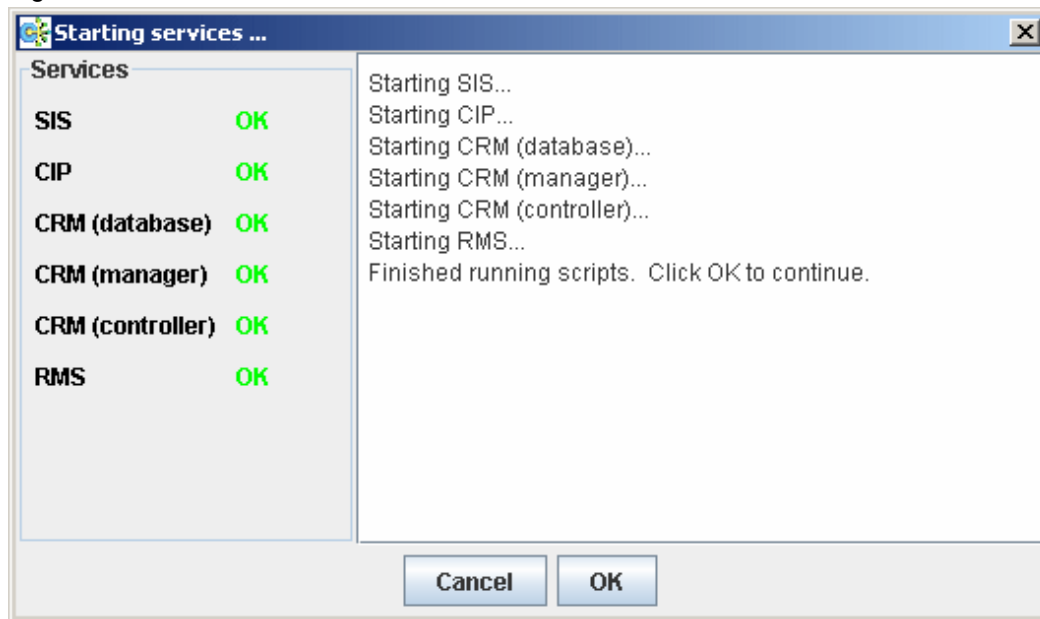 Starting services ...
Services
SIS OK
CIP OK
CRM (database) OK
CRM (manager) OK
CRM (controller) OK
RMS OK
Starting SIS...
Starting CIP...
Starting CRM (database)...
Starting CRM (manager)...
Starting CRM (controller)...
Starting RMS...
Finished running scripts.  Click OK to continue.
Cancel OK